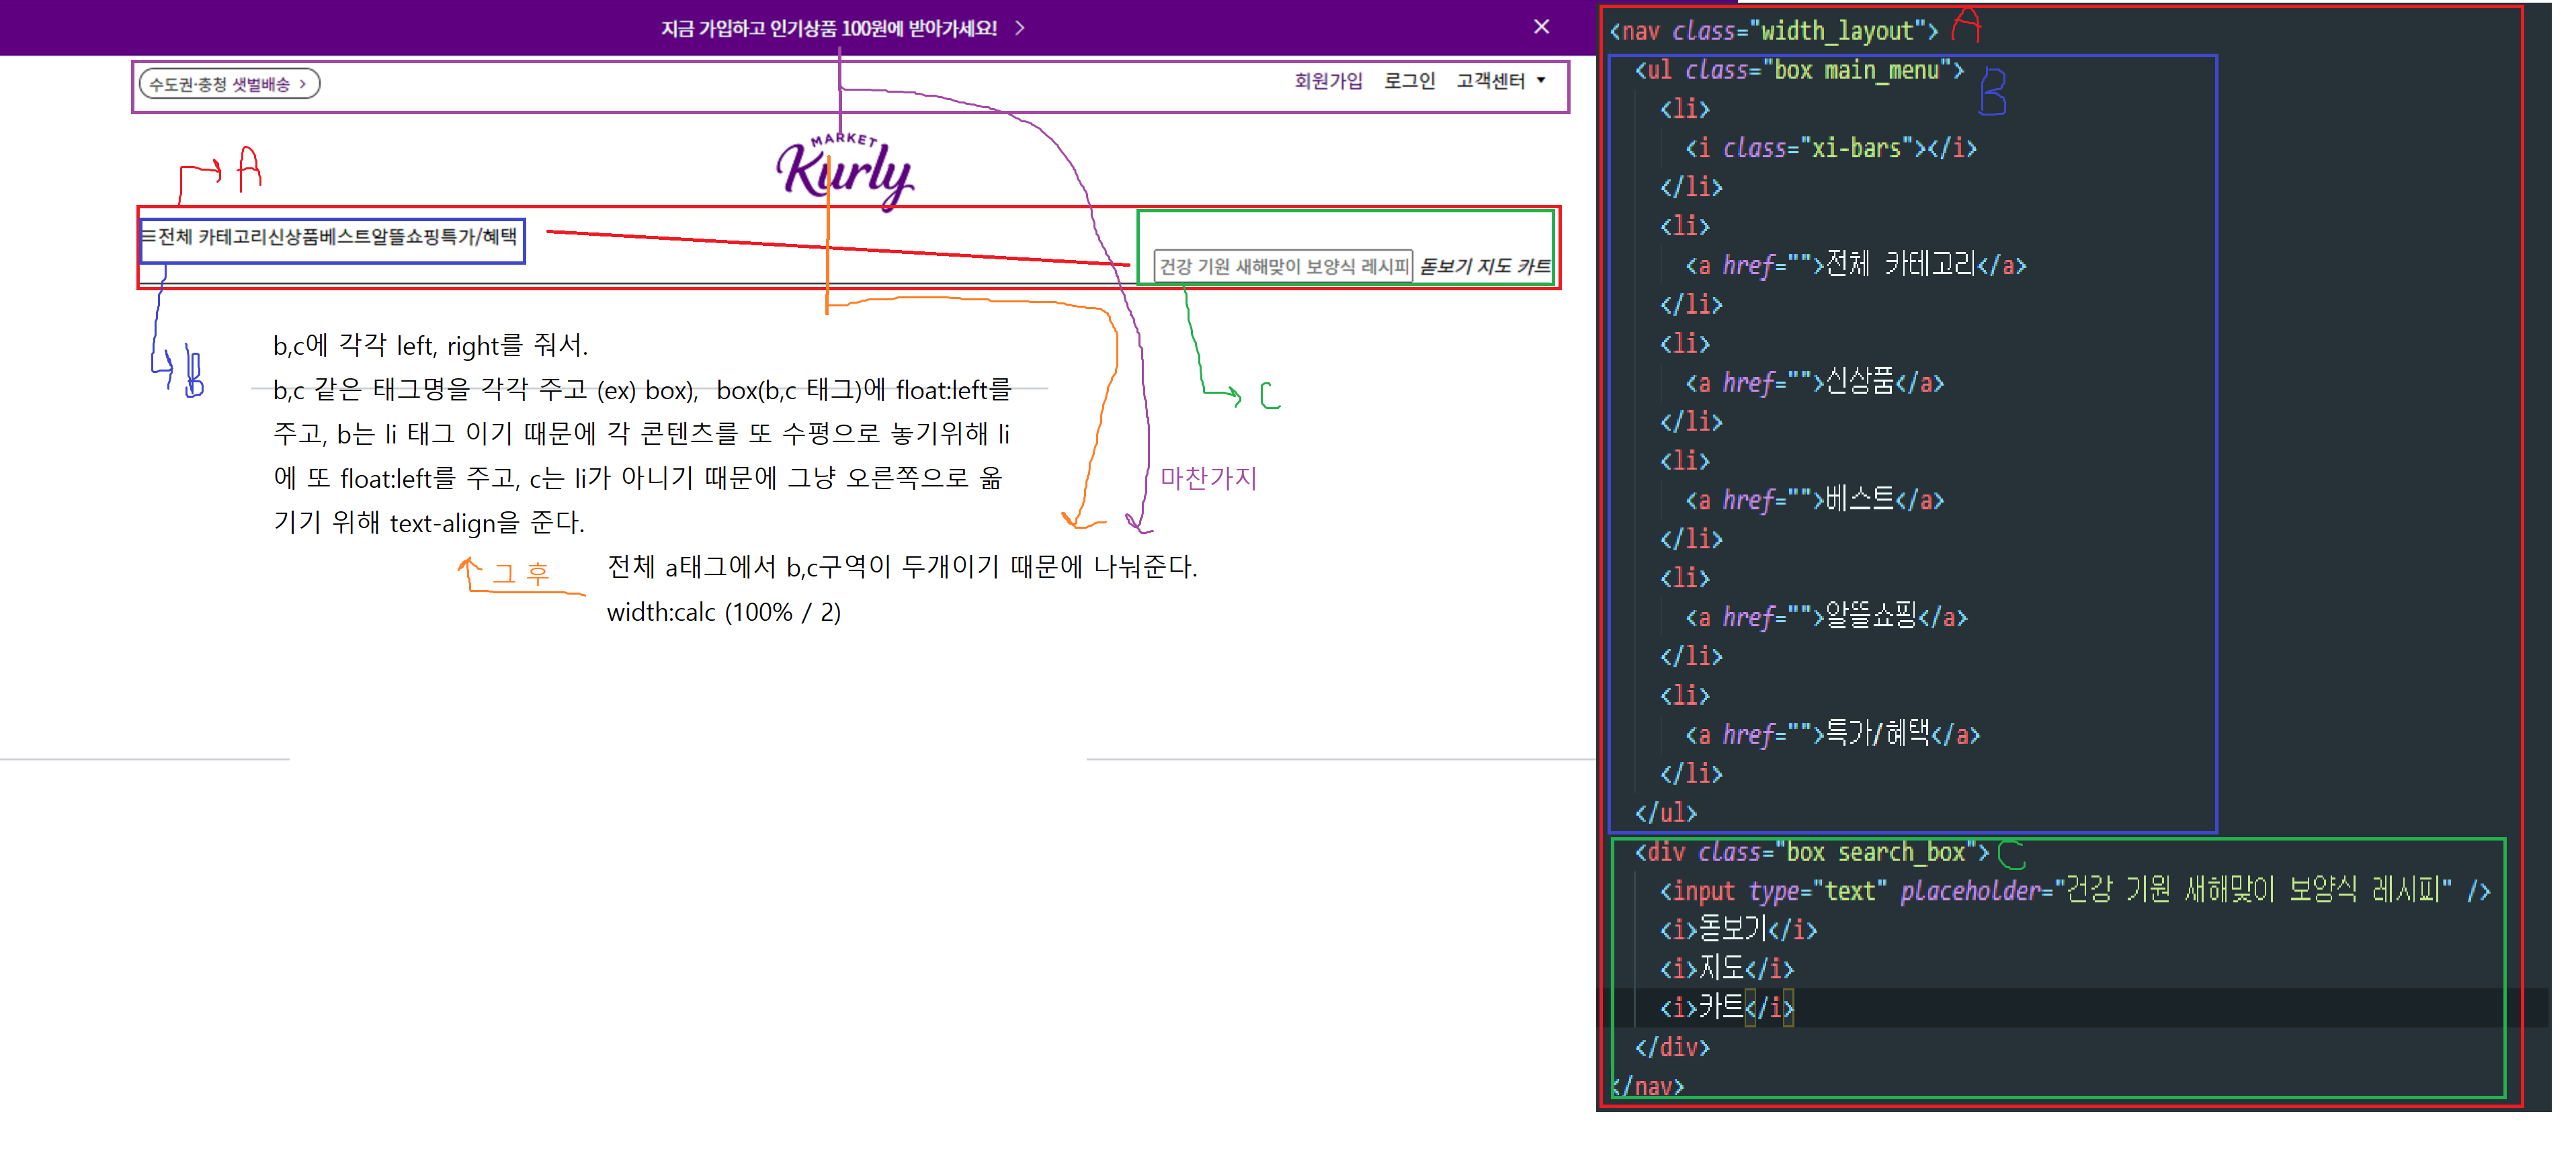 지금 가입하고 인기상품 100원에 받아가세요! >
수도권·충청 샛별배송 >
회원가입 로그인 고객센터
MARKET
Kurly
A
전체 카테고리신상품베스트알뜰쇼핑특가/혜택
건강 기원 새해맞이 보양식 레시피 돋보기 지도 카트
B
C
b,c에 각각 left, right를 줘서.
b,c 같은 태그명을 각각 주고 (ex) box), box(b,c 태그)에 float:left를
주고, b는 li 태그 이기 때문에 각 콘텐츠를 또 수평으로 놓기위해 li
에 또 float:left를 주고, c는 li가 아니기 때문에 그냥 오른쪽으로 옮
기기 위해 text-align을 준다.
마찬가지
그 후
전체 a태그에서 b,c구역이 두개이기 때문에 나눠준다.
width:calc (100% / 2)
<nav class="width_layout"> A
<ul class="box main_menu"> B
<li>
<i class="xi-bars"></i>
</li>
<li>
<a href="">전체 카테고리</a>
</li>
<li>
<a href="">신상품</a>
</li>
<li>
<a href="">베스트</a>
</li>
<li>
<a href="">알뜰쇼핑</a>
</li>
<li>
<a href="">특가/혜택</a>
</li>
</ul>
<div class="box search_box"> C
<input type="text" placeholder="건강 기원 새해맞이 보양식 레시피" />
<i>돋보기</i>
<i>지도</i>
<i>카트</i>
</div>
</nav>